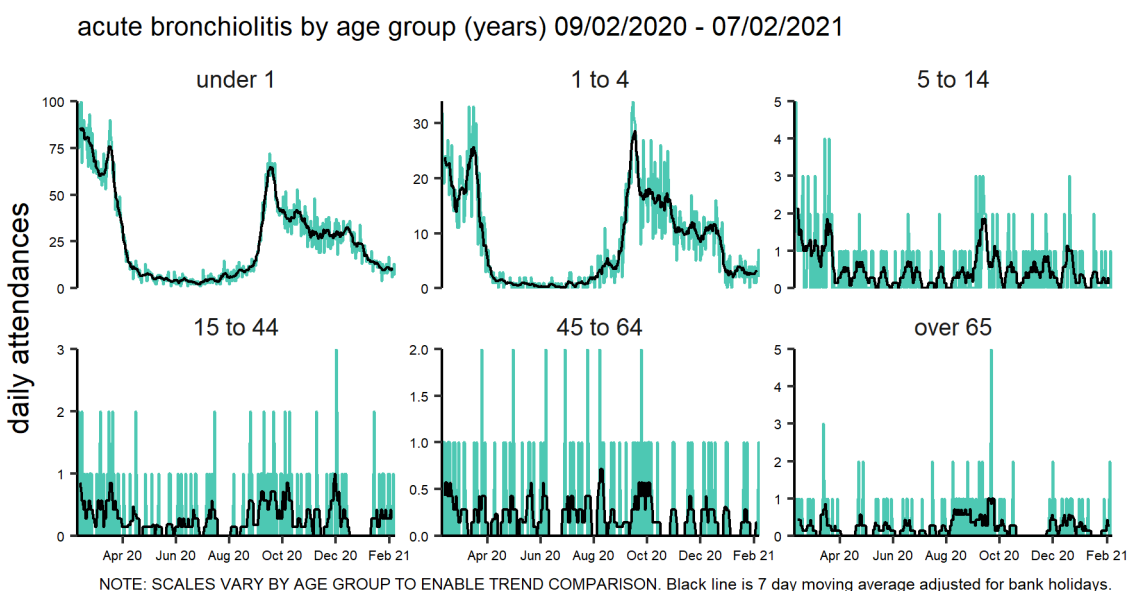 acute bronchiolitis by age group (years) 09/02/2020 - 07/02/2021
under 1
1 to 4
5 to 14
100
75
50
25
0
30
20
10
0
5
4
3
2
1
0
daily attendances
15 to 44
45 to 64
over 65
3
2
1
0
2.0
1.5
1.0
0.5
0.0
5
4
3
2
1
0
Apr 20 Jun 20 Aug 20 Oct 20 Dec 20 Feb 21
Apr 20 Jun 20 Aug 20 Oct 20 Dec 20 Feb 21
Apr 20 Jun 20 Aug 20 Oct 20 Dec 20 Feb 21
NOTE: SCALES VARY BY AGE GROUP TO ENABLE TREND COMPARISON. Black line is 7 day moving average adjusted for bank holidays.